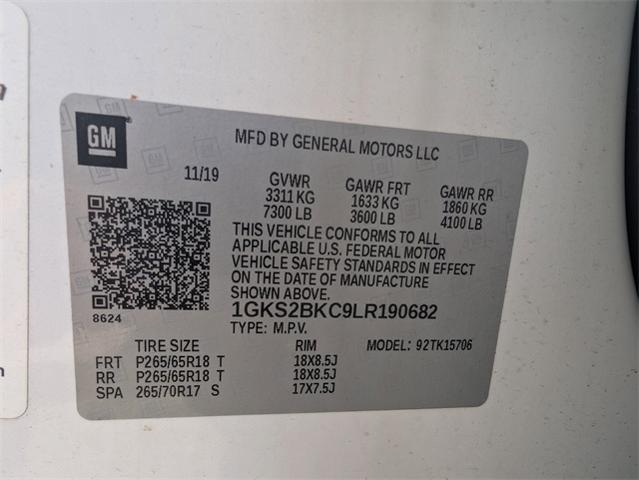 GM
MFD BY GENERAL MOTORS LLC
11/19
GVWR GAWR FRT GAWR RR
3311 KG 1633 KG 1860 KG
7300 LB 3600 LB 4100 LB
THIS VEHICLE CONFORMS TO ALL
APPLICABLE U.S. FEDERAL MOTOR
VEHICLE SAFETY STANDARDS IN EFFECT
ON THE DATE OF MANUFACTURE
SHOWN ABOVE.
8624
1GKS2BKC9LR190682
TYPE: M.P.V.
TIRE SIZE RIM MODEL: 92TK15706
FRT P265/65R18 T 18X8.5J
RR P265/65R18 T 18X8.5J
SPA 265/70R17 S 17X7.5J